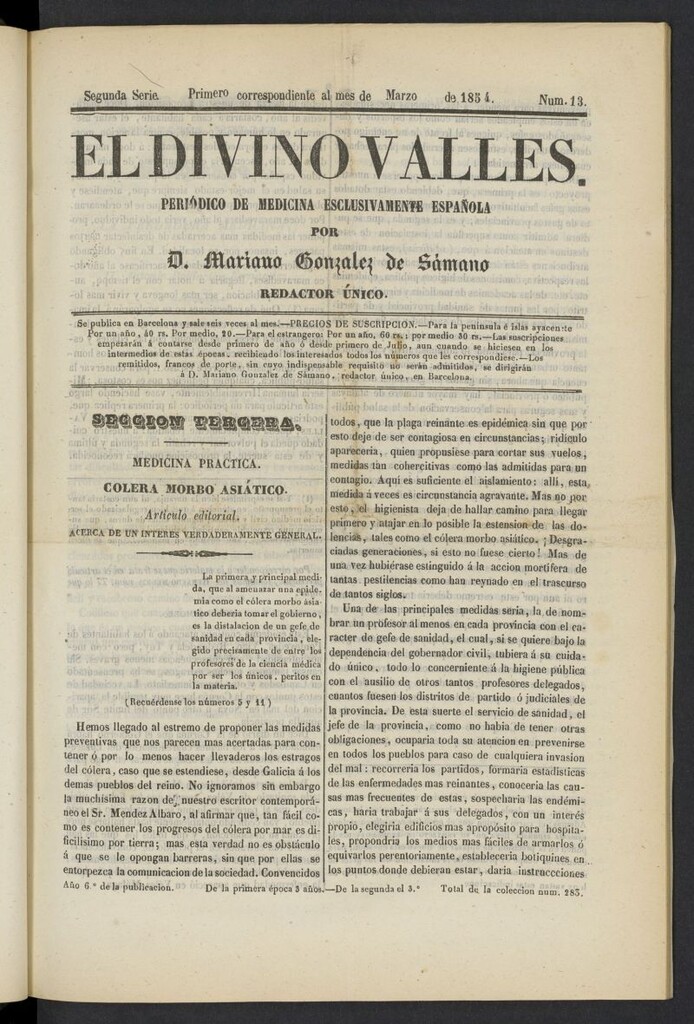 Segunda Serie. Primero correspondiente al mes de Marzo de 1854. Num. 13.
EL DIVINO VALLES.
PERIÓDICO DE MEDICINA ESCLUSIVAMENTE ESPAÑOLA
POR
D. Mariano Gonzalez de Sámano
REDACTOR ÚNICO.
Se publica en Barcelona y sale seis veces al mes.—PRECIOS DE SUSCRIPCION.—Para la península é islas ayacente
Por un año, 40 rs. Por medio, 20.—Para el estrangero: Por un año, 60 rs.; por medio 30 rs.—Las suscripciones
empezarán á contarse desde primero de año ó desde primero de Julio, aun cuando se hiciesen en los
intermedios de estas épocas, recibiendo los interesados todos los números que les correspondiese.—Los
remitidos, francos de porte, sin cuyo indispensable requisito no serán admitidos, se dirigirán
á D. Mariano Gonzalez de Sámano, redactor único, en Barcelona.
SECCION TERCERA.
MEDICINA PRACTICA.
COLERA MORBO ASIÁTICO.
Artículo editorial.
ACERCA DE UN INTERES VERDADERAMENTE GENERAL.
La primera y principal medi-
da, que al amenazar una epide-
mia como el cólera morbo asiá-
tico deberia tomar el gobierno,
es la distalacion de un gefe de
sanidad en cada provincia, ele-
gido precisamente de entre los
profesores de la ciencia médica
por ser los únicos, peritos en
la materia.
(Recuérdense los números 5 y 11)
Hemos llegado al estremo de proponer las medidas
preventivas que nos parecen mas acertadas para con-
tener ó por lo menos hacer llevaderos los estragos
del cólera, caso que se estendiese, desde Galicia á los
demas pueblos del reino. No ignoramos sin embargo
la muchísima razon de nuestro escritor contemporá-
neo el Sr. Mendez Albaro, al afirmar que, tan fácil co-
mo es contener los progresos del cólera por mar es di-
ficilisimo por tierra; mas esta verdad no es obstáculo
á que se le opongan barreras, sin que por ellas se
entorpezca la comunicacion de la sociedad. Convencidos
todos, que la plaga reinante es epidémica sin que por
esto deje de ser contagiosa en circunstancias; ridículo
apareceria, quien propusiese para cortar sus vuelos,
medidas tan cohercitivas como las admitidas para un
contagio. Aqui es suficiente el aislamiento: alli, esta
medida á veces es circunstancia agravante. Mas no por
esto, el higienista deja de hallar camino para llegar
primero y atajar en lo posible la estension de las do-
lencias, tales como el cólera morbo asiático. ¡Desgra-
ciadas generaciones, si esto no fuese cierto! Mas de
una vez hubiérase estinguido á la accion mortífera de
tantas pestilencias como han reynado en el trascurso
de tantos siglos.
Una de las principales medidas seria, la de nom-
brar un profesor al menos en cada provincia con el ca-
racter de gefe de sanidad, el cual, si se quiere bajo la
dependencia del gobernador civil, tubiera á su cuida-
do único, todo lo concerniente á la higiene pública
con el ausilio de otros tantos profesores delegados,
cuantos fuesen los distritos de partido ó judiciales de
la provincia. De esta suerte el servicio de sanidad, el
jefe de la provincia, como no habia de tener otras
obligaciones, ocuparia toda su atencion en prevenirse
en todos los pueblos para caso de cualquiera invasion
del mal: recorreria los partidos, formaria estadísticas
de las enfermedades mas reinantes, conoceria las cau-
sas mas frecuentes de estas, sospecharia las endémi-
cas, haria trabajar á sus delegados, con un interés
propio, elegiria edificios mas apropósito para hospita-
les, propondria los medios mas fáciles de armarlos ó
equivarlos perentoriamente, estableceria botiquines en
los puntos donde debieran estar, daria instruccciones
Año 6.º de la publicacion. De la primera época 3 años.—De la segunda el 3.º Total de la coleccion num. 283.